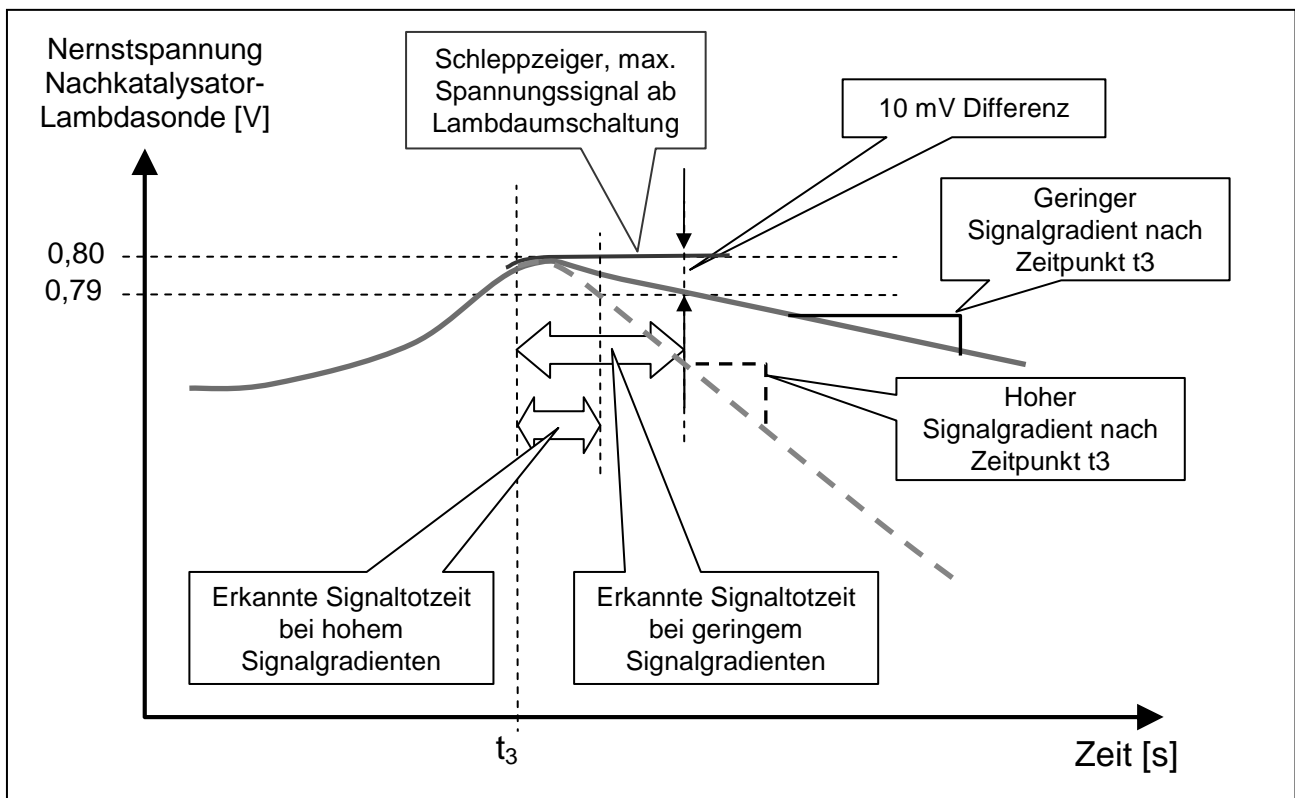 Nernstspannung
Nachkatalysator-
Lambdasonde [V]
Schleppzeiger, max.
Spannungssignal ab
Lambdaumschaltung
10 mV Differenz
Geringer
Signalgradient nach
Zeitpunkt t3
0,80
0,79
Hoher
Signalgradient nach
Zeitpunkt t3
Erkannte Signaltotzeit
bei hohem
Signalgradienten
Erkannte Signaltotzeit
bei geringem
Signalgradienten
t3
Zeit [s]